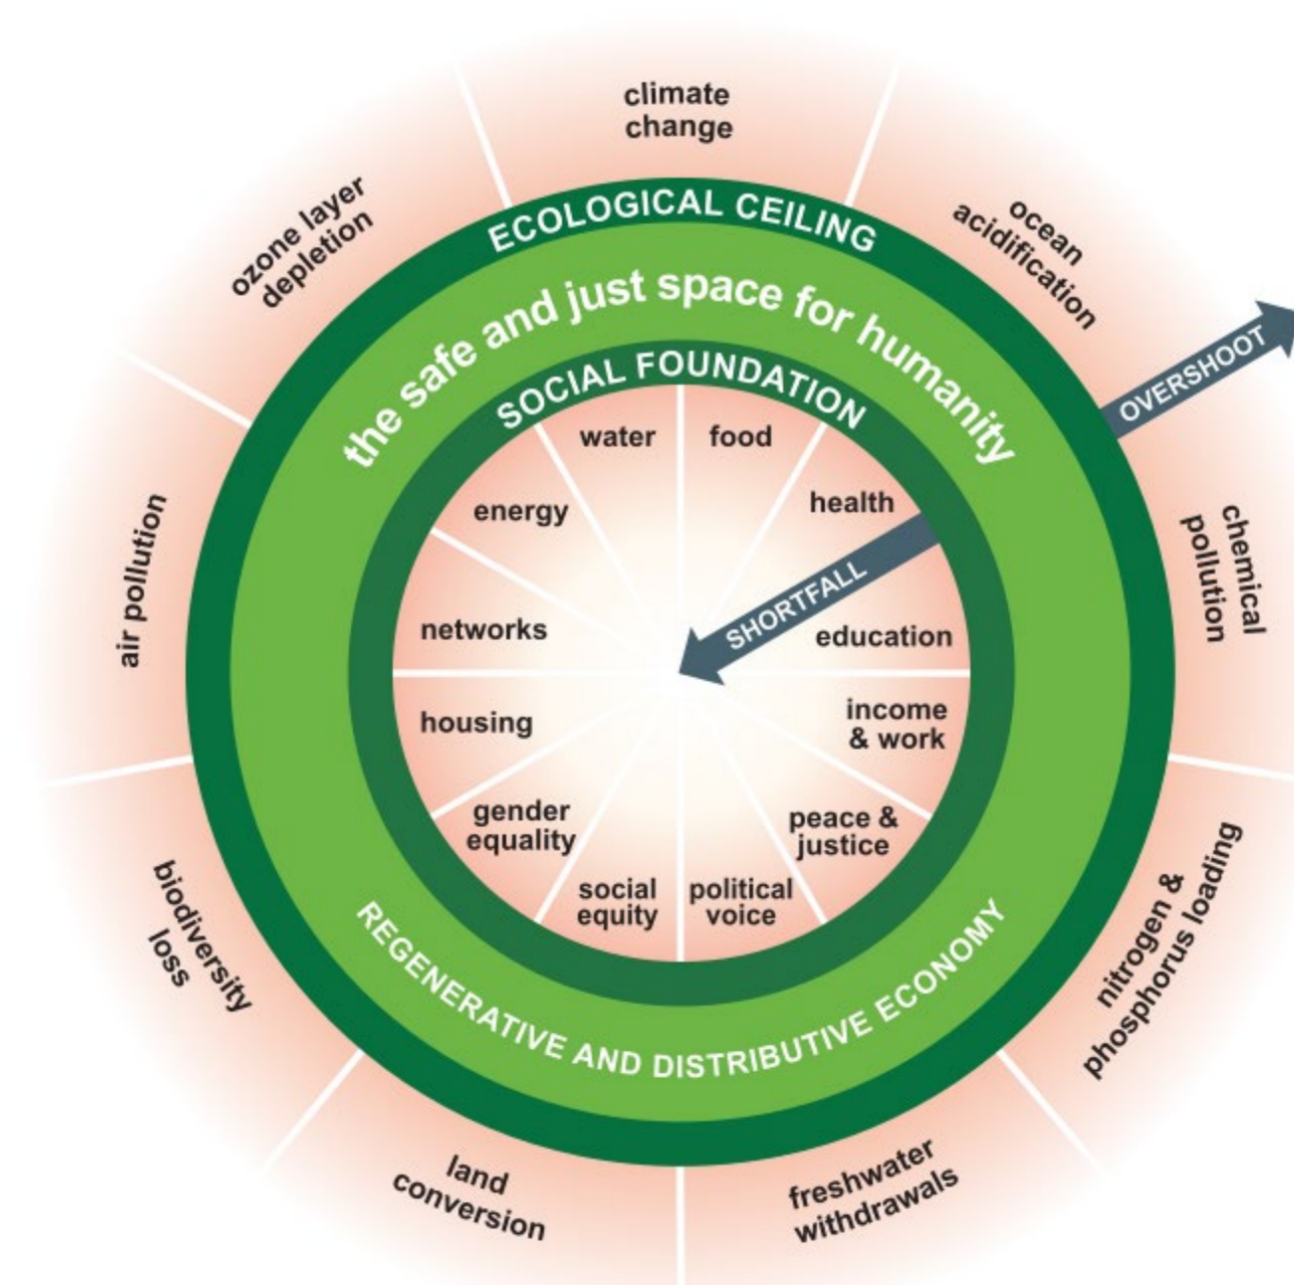 climate
change
ocean
acidification
OVERSHOOT
chemical
pollution
nitrogen &
phosphorus loading
freshwater
withdrawals
land
conversion
biodiversity
loss
air pollution
ozone layer
depletion
ECOLOGICAL CEILING
the safe and just space for humanity
SOCIAL FOUNDATION
water
food
health
SHORTFALL
education
income
& work
peace &
justice
political
voice
social
equity
gender
equality
housing
networks
energy
REGENERATIVE AND DISTRIBUTIVE ECONOMY